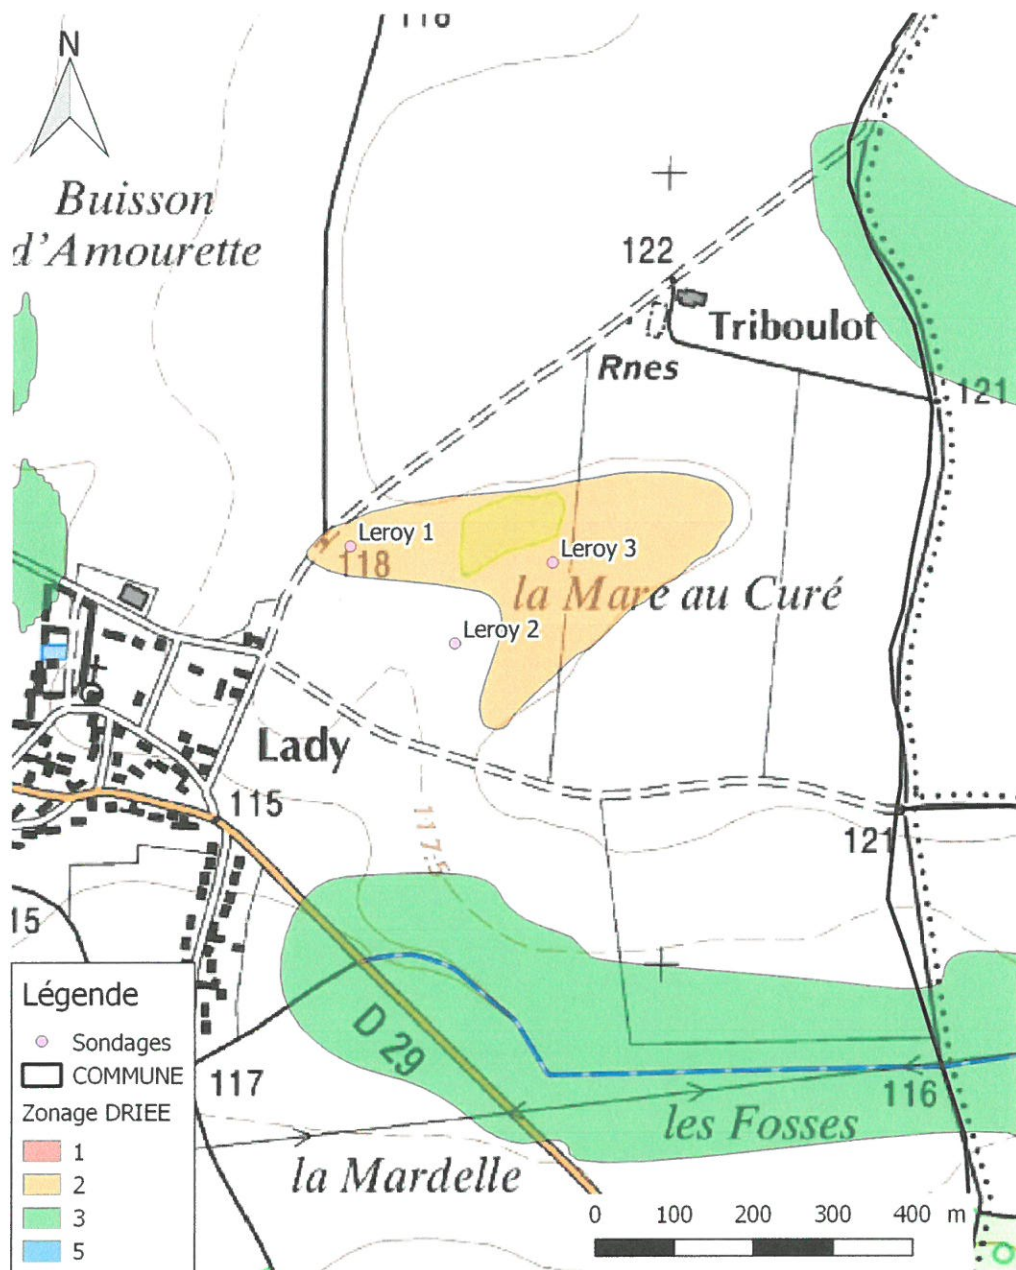 N
Buisson
d'Amourette
122
Triboulot
Rnes
121
Leroy 1
118
Leroy 3
la Mare au Curé
Leroy 2
Lady
115
117.5
121
15
D 29
117
116
les Fosses
la Mardelle
Légende
Sondages
COMMUNE
Zonage DRIEE
1
2
3
5
0 100 200 300 400 m